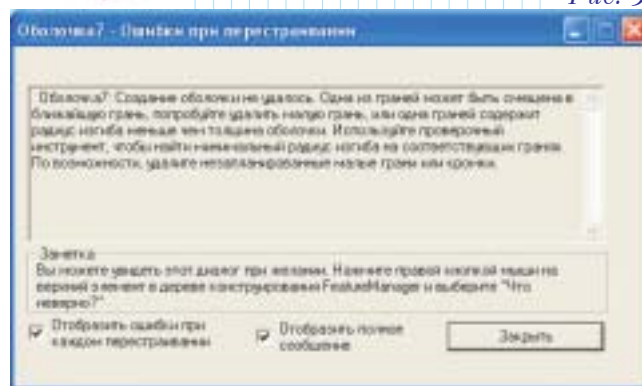 Рис. 9
Оболочка7 - Ошибки при перестраивании
Оболочка7: Создание оболочки не удалось. Одна из граней может быть смещена в
ближайшую грань, попробуйте удалить малую грань, или одна граней содержит
радиус изгиба меньше чем толщина оболочки. Используйте проверочный
инструмент, чтобы найти минимальный радиус изгиба на соответствующих гранях.
По возможности, удалите незапланированные малые грани или кромки.
Заметка
Вы можете увидеть этот диалог при желании. Нажмите правой кнопкой мыши на
верхний элемент в дереве конструирования FeatureManager и выберите "Что
неверно?"
Отобразить ошибки при
каждом перестраивании
Отобразить полное
сообщение
Закрыть